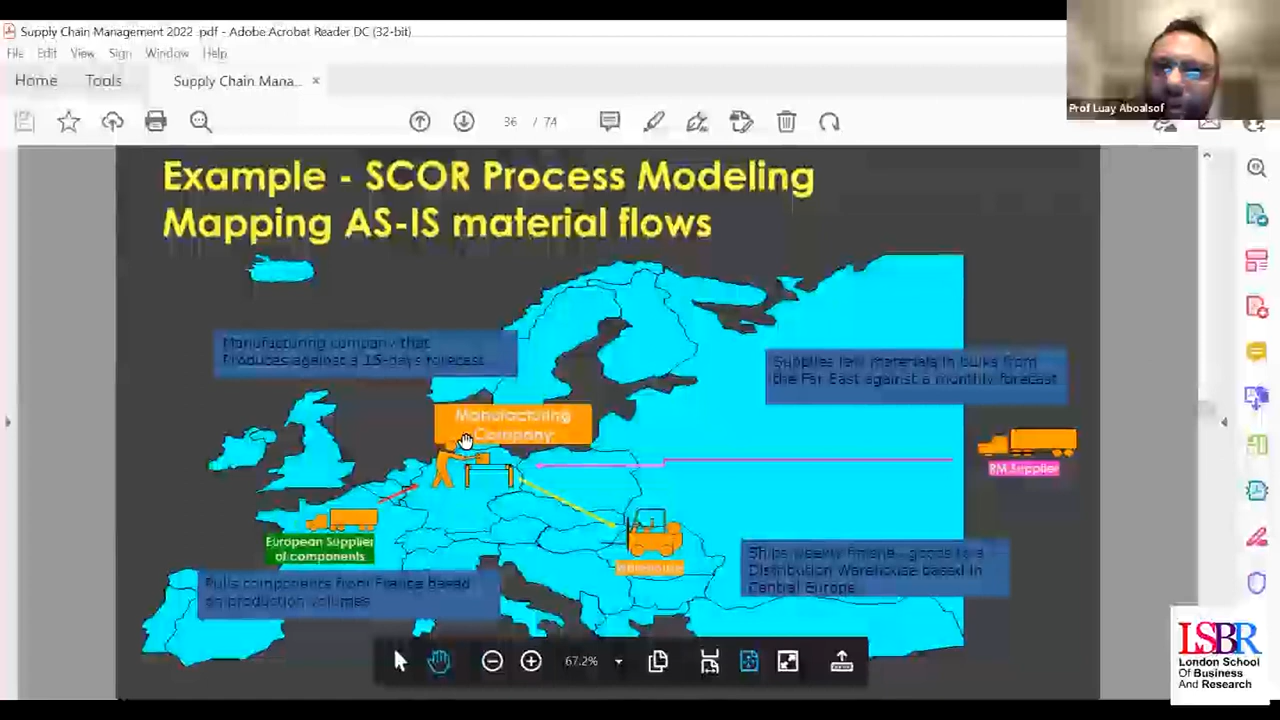 Supply Chain Management 2022 .pdf - Adobe Acrobat Reader DC (32-bit)
File Edit View Sign Window Help
Home Tools Supply Chain Mana... ×
36 / 74
Prof Luay Aboalsof
Example - SCOR Process Modeling
Mapping AS-IS material flows
Manufacturing company that
Produces against a 15-days forecast
Supplies raw materials in bulks from
the Far East against a monthly forecast
Manufacturing
Company
RM Supplier
European Supplier
of components
Warehouse
Pulls components from France based
on production volumes
Ships weekly goods to a
Distribution Warehouse based in
Central Europe
67.2%
LSBR
London School
Of Business
And Research